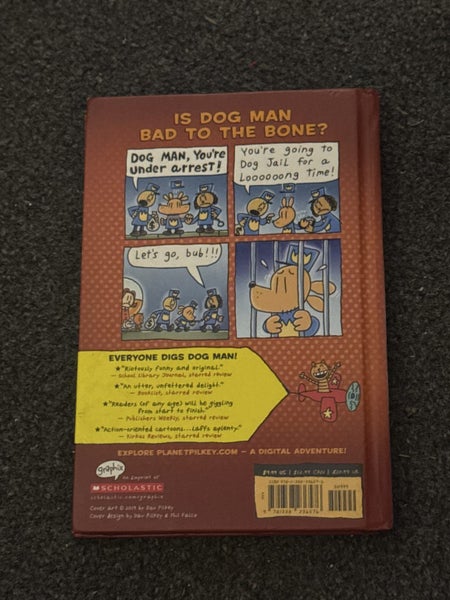 IS DOG MAN
BAD TO THE BONE?
DOG MAN, You're
under arrest!
You're going to
Dog Jail for a
Loooooong Time!
Let's go, bub!!!
EVERYONE DIGS DOG MAN!
★"Riotously funny and original."
— School Library Journal, starred review
★"An utter, unfettered delight."
— Booklist, starred review
★"Readers (of any age) will be giggling
from start to finish."
— Publishers Weekly, starred review
★"Action-oriented cartoons...laffs aplenty."
— Kirkus Reviews, starred review
EXPLORE PLANETPILKEY.COM — A DIGITAL ADVENTURE!
graphix
An Imprint of
SCHOLASTIC
scholastic.com/graphix
Cover art © 2019 by Dav Pilkey
Cover design by Dav Pilkey & Phil Falco